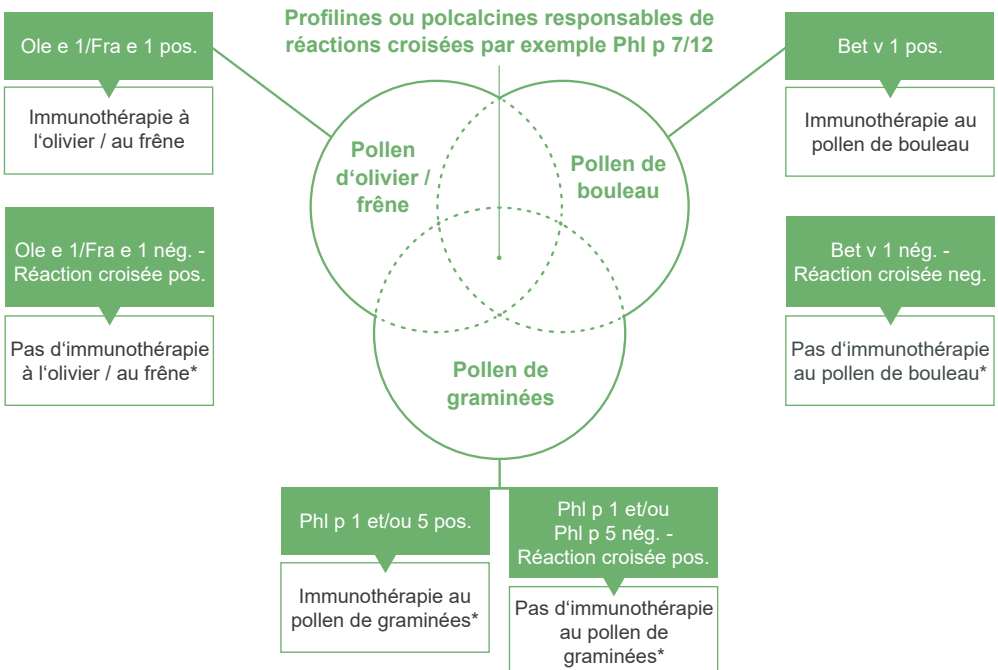 Profilines ou polcalcines responsables de
réactions croisées par exemple Phl p 7/12
Ole e 1/Fra e 1 pos.
Immunothérapie à
l‘olivier / au frêne
Ole e 1/Fra e 1 nég. -
Réaction croisée pos.
Pas d‘immunothérapie
à l‘olivier / au frêne*
Pollen
d‘olivier /
frêne
Pollen de
bouleau
Pollen de
graminées
Bet v 1 pos.
Immunothérapie au
pollen de bouleau
Bet v 1 nég. -
Réaction croisée neg.
Pas d‘immunothérapie
au pollen de bouleau*
Phl p 1 et/ou 5 pos.
Immunothérapie au
pollen de graminées*
Phl p 1 et/ou
Phl p 5 nég. -
Réaction croisée pos.
Pas d‘immunothérapie
au pollen de
graminées*